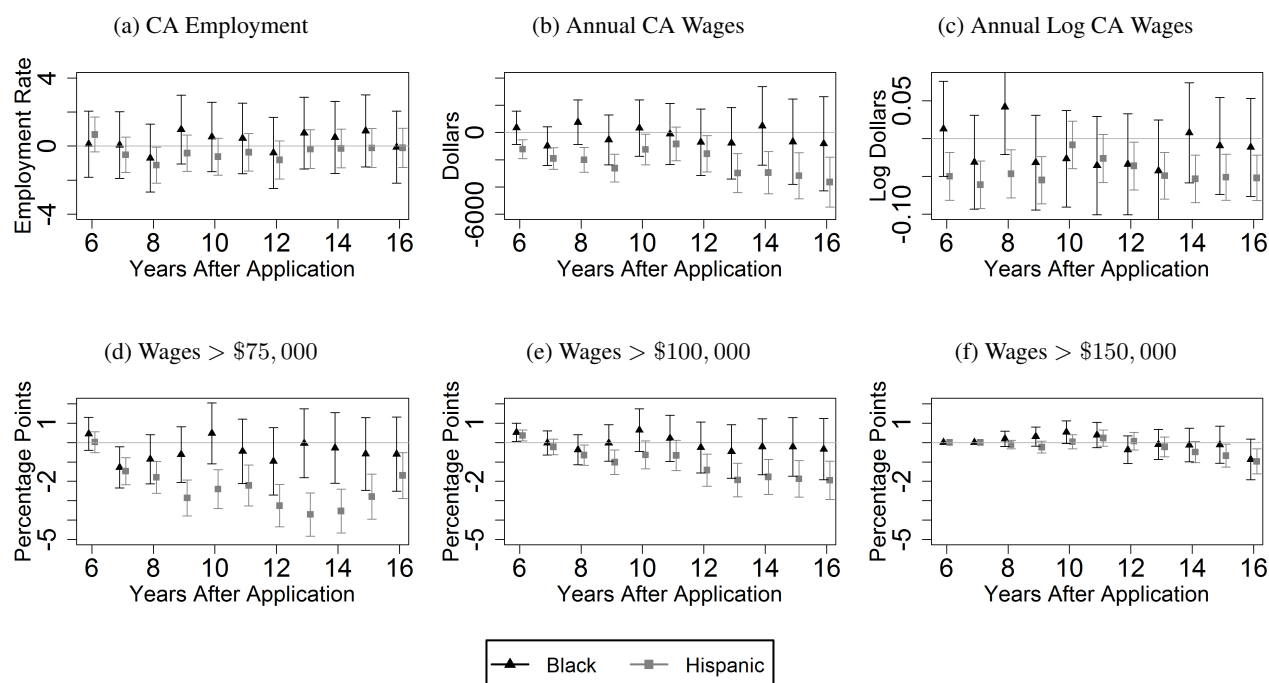 (a) CA Employment
Employment Rate
4
0
-4
6 8 10 12 14 16
Years After Application
(b) Annual CA Wages
Dollars
0
-6000
6 8 10 12 14 16
Years After Application
(c) Annual Log CA Wages
Log Dollars
0.05
-0.10
6 8 10 12 14 16
Years After Application
(d) Wages > $75,000
Percentage Points
1
-2
-5
6 8 10 12 14 16
Years After Application
(e) Wages > $100,000
Percentage Points
1
-2
-5
6 8 10 12 14 16
Years After Application
(f) Wages > $150,000
Percentage Points
1
-2
-5
6 8 10 12 14 16
Years After Application
Black Hispanic